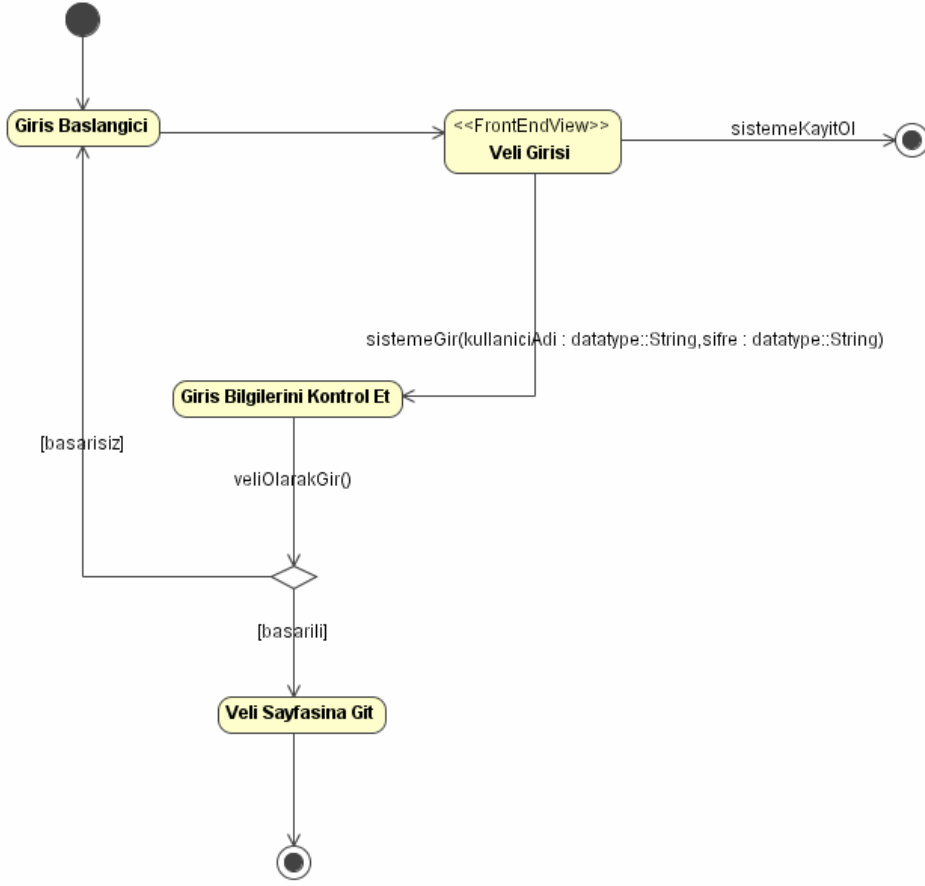 Giris Baslangici
<<FrontEndView>>
Veli Girisi
sistemeKayitOl
sistemeGir(kullaniciAdi : datatype::String,sifre : datatype::String)
Giris Bilgilerini Kontrol Et
[basarisiz]
veliOlarakGir()
[basarili]
Veli Sayfasina Git